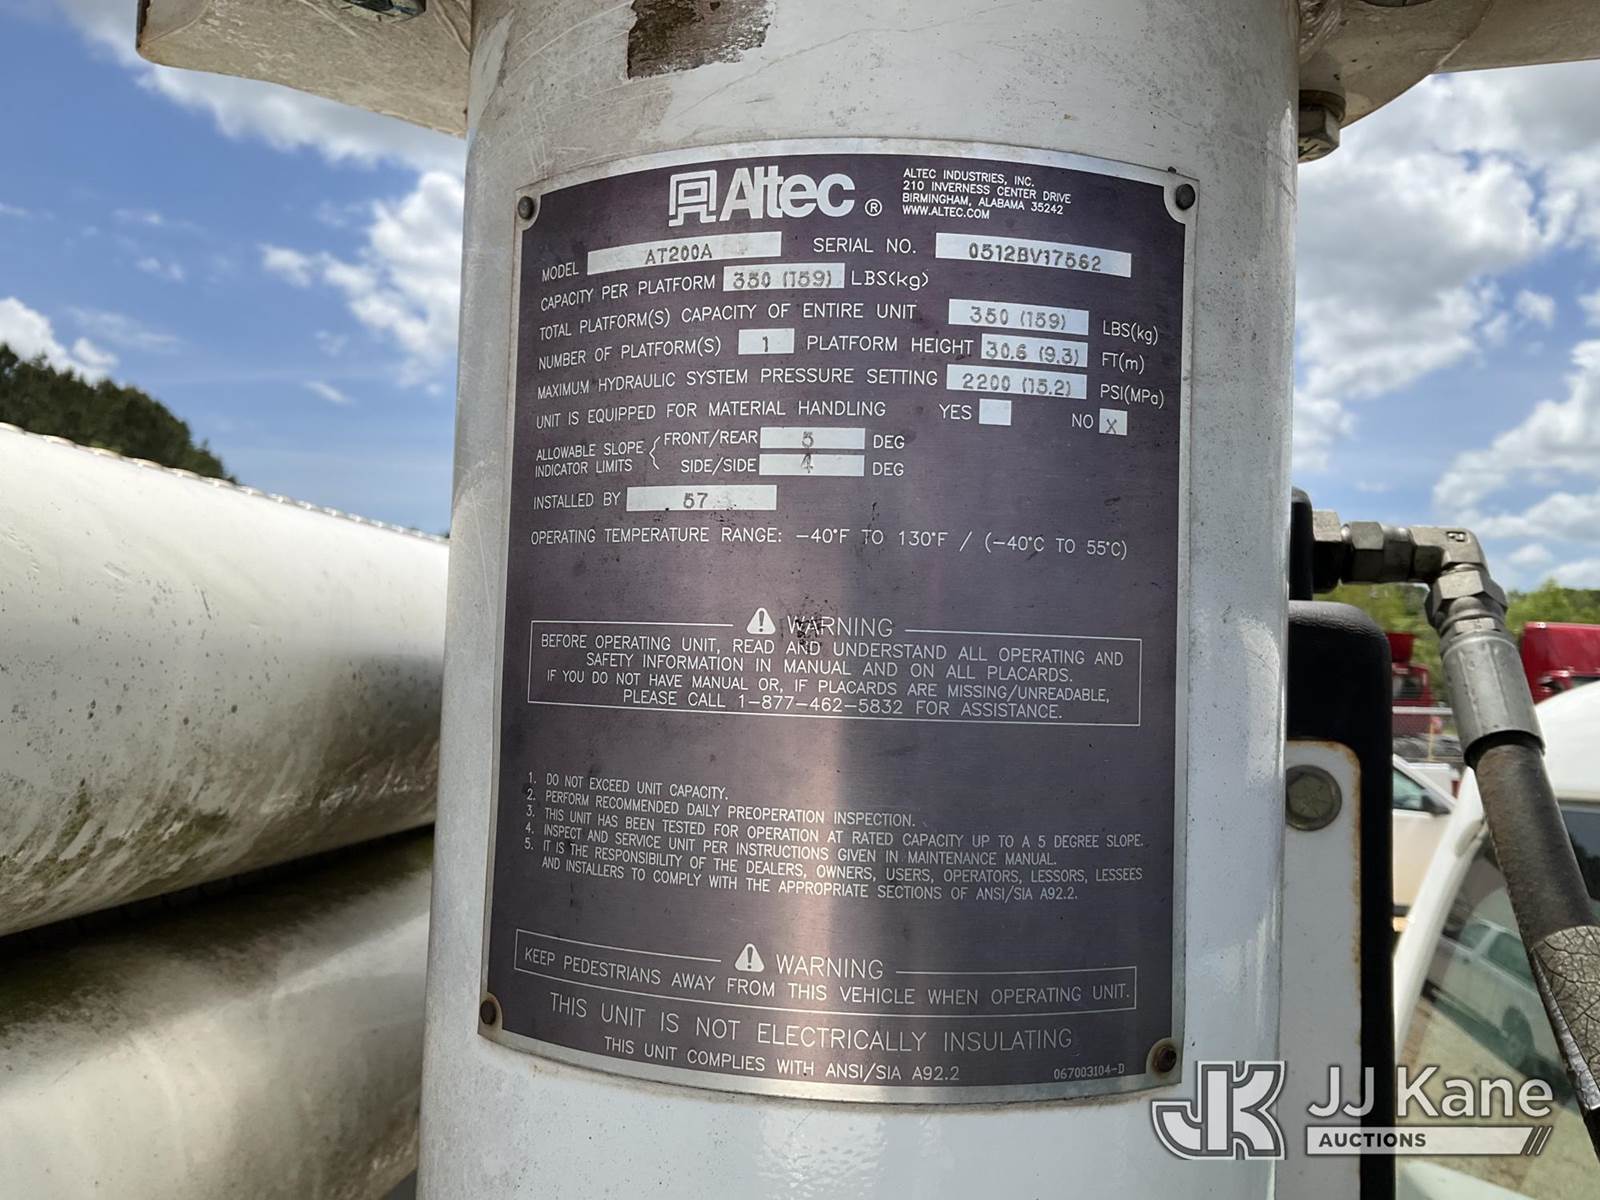 Altec ®
ALTEC INDUSTRIES, INC.
210 INVERNESS CENTER DRIVE
BIRMINGHAM, ALABAMA 35242
WWW.ALTEC.COM
MODEL AT200A SERIAL NO. 0512BV17562
CAPACITY PER PLATFORM 350 (159) LBS(kg)
TOTAL PLATFORM(S) CAPACITY OF ENTIRE UNIT 350 (159) LBS(kg)
NUMBER OF PLATFORM(S) 1 PLATFORM HEIGHT 30.6 (9.3) FT(m)
MAXIMUM HYDRAULIC SYSTEM PRESSURE SETTING 2200 (15.2) PSI(MPa)
UNIT IS EQUIPPED FOR MATERIAL HANDLING YES NO X
ALLOWABLE SLOPE FRONT/REAR 5 DEG
INDICATOR LIMITS SIDE/SIDE 4 DEG
INSTALLED BY 57
OPERATING TEMPERATURE RANGE: -40°F TO 130°F / (-40°C TO 55°C)
WARNING
BEFORE OPERATING UNIT, READ AND UNDERSTAND ALL OPERATING AND
SAFETY INFORMATION IN MANUAL AND ON ALL PLACARDS.
IF YOU DO NOT HAVE MANUAL OR, IF PLACARDS ARE MISSING/UNREADABLE,
PLEASE CALL 1-877-462-5832 FOR ASSISTANCE.
1. DO NOT EXCEED UNIT CAPACITY.
2. PERFORM RECOMMENDED DAILY PREOPERATION INSPECTION.
3. THIS UNIT HAS BEEN TESTED FOR OPERATION AT RATED CAPACITY UP TO A 5 DEGREE SLOPE.
4. INSPECT AND SERVICE UNIT PER INSTRUCTIONS GIVEN IN MAINTENANCE MANUAL.
5. IT IS THE RESPONSIBILITY OF THE DEALERS, OWNERS, USERS, OPERATORS, LESSORS, LESSEES
AND INSTALLERS TO COMPLY WITH THE APPROPRIATE SECTIONS OF ANSI/SIA A92.2.
WARNING
KEEP PEDESTRIANS AWAY FROM THIS VEHICLE WHEN OPERATING UNIT.
THIS UNIT IS NOT ELECTRICALLY INSULATING
THIS UNIT COMPLIES WITH ANSI/SIA A92.2
067003104-D
JK JJ Kane
AUCTIONS